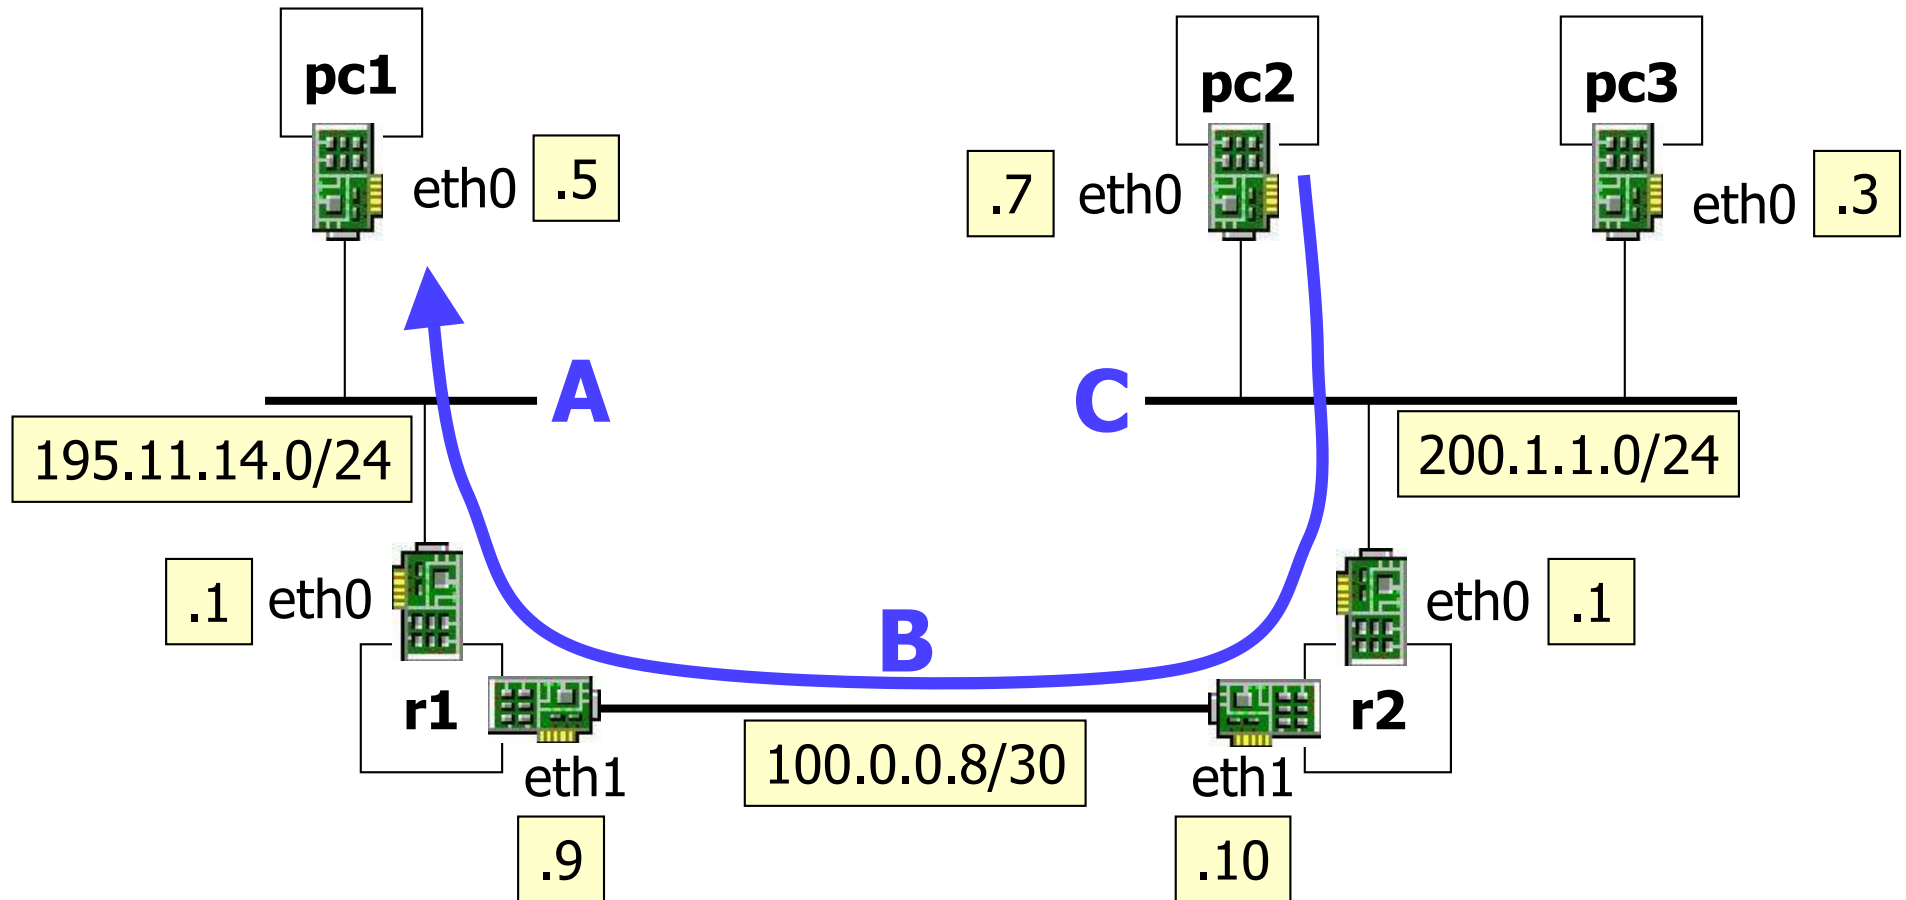 pc1
pc2
pc3
eth0
.5
.7
eth0
eth0
.3
A
C
195.11.14.0/24
200.1.1.0/24
.1
eth0
eth0
.1
B
r1
r2
100.0.0.8/30
eth1
eth1
.9
.10